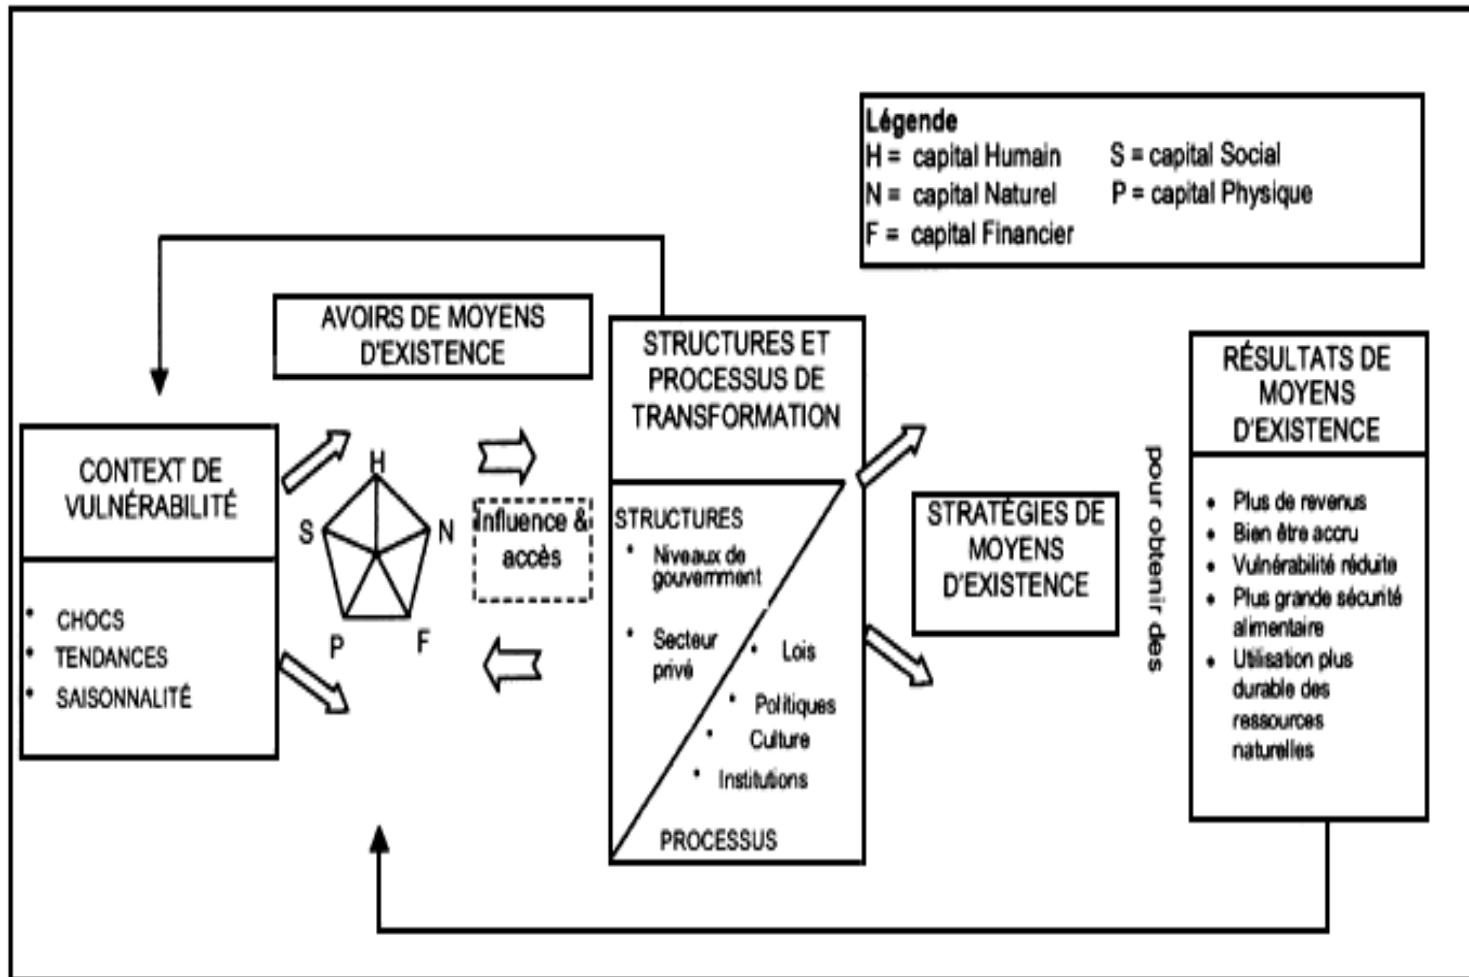 Légende
H = capital Humain S = capital Social
N = capital Naturel P = capital Physique
F = capital Financier
AVOIRS DE MOYENS
D'EXISTENCE
CONTEXT DE
VULNÉRABILITÉ
• CHOCS
• TENDANCES
• SAISONNALITÉ
H
S
N
P
F
Influence &
accès
STRUCTURES ET
PROCESSUS DE
TRANSFORMATION
STRUCTURES
• Niveaux de
gouvernment
• Secteur
privé
• Lois
• Politiques
• Culture
• Institutions
PROCESSUS
STRATÉGIES DE
MOYENS
D'EXISTENCE
pour obtenir des
RÉSULTATS DE
MOYENS
D'EXISTENCE
• Plus de revenus
• Bien être accru
• Vulnérabilité réduite
• Plus grande sécurité
alimentaire
• Utilisation plus
durable des
ressources
naturelles